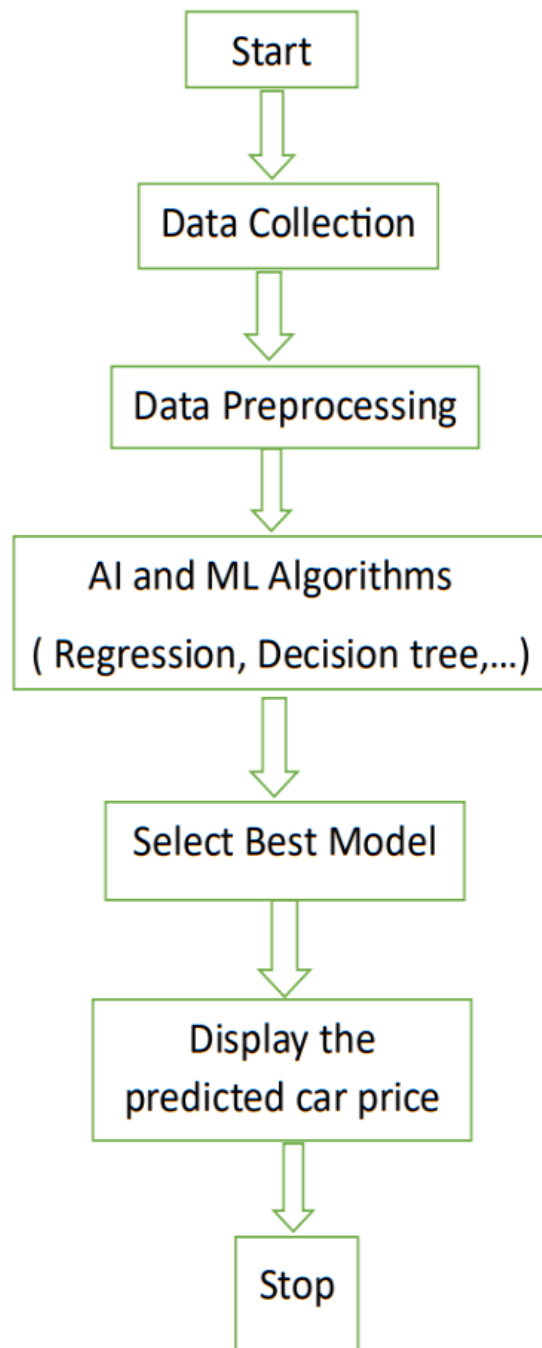 Start
Data Collection
Data Preprocessing
AI and ML Algorithms
( Regression, Decision tree,...)
Select Best Model
Display the
predicted car price
Stop